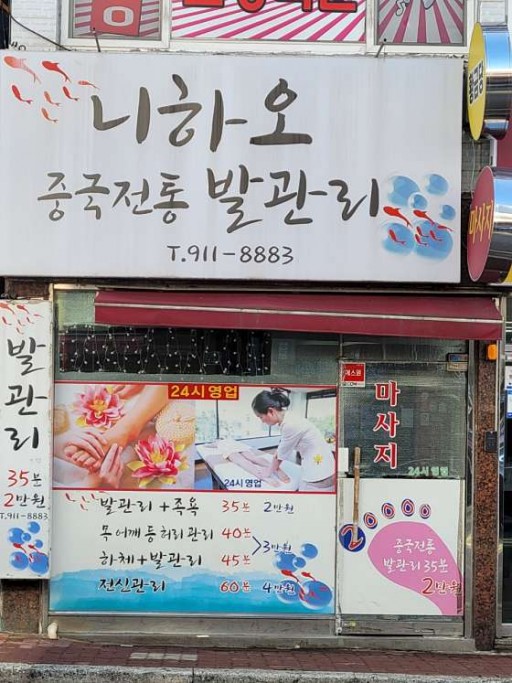 니하오
중국전통 발관리
T.911-8883
마사지
발관리
35분
2만원
T.911-8883
24시영업
24시 영업
발관리+족욕 35분 2만원
목어깨등허리관리 40분
하체+발관리 45분
>3만원
전신관리 60분 4만원
에스원
마사지
24시 영업
중국전통
발관리 35분
2만원